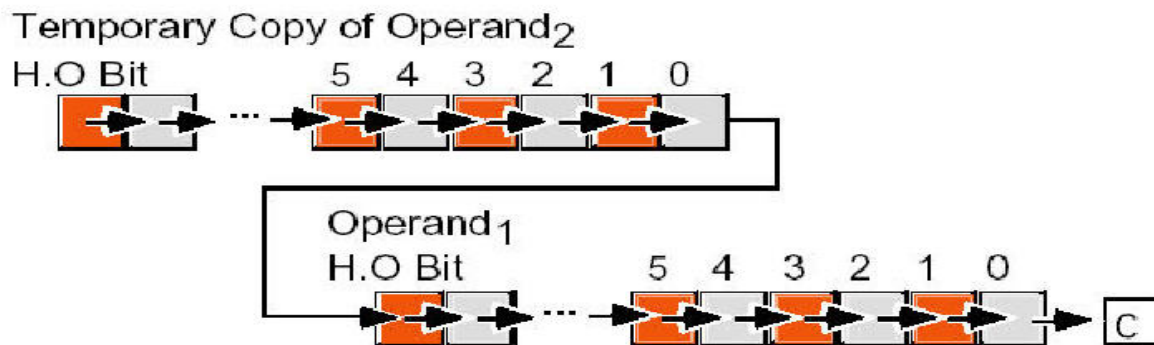 Temporary Copy of Operand2
H.O Bit 5 4 3 2 1 0
...
Operand1
H.O Bit 5 4 3 2 1 0
...
C